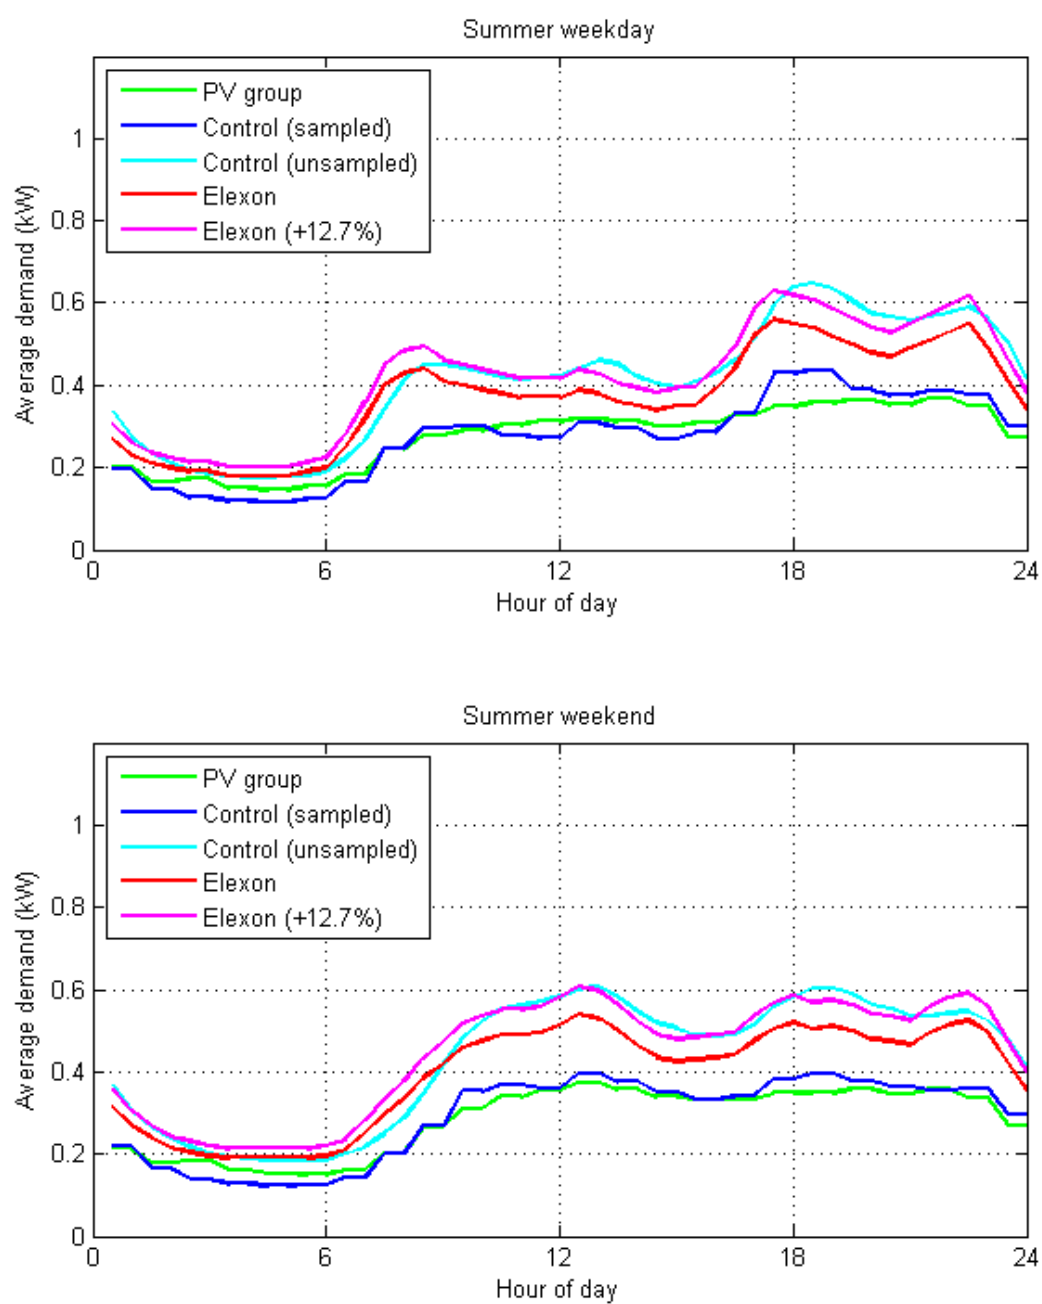 Summer weekday
PV group
Control (sampled)
Control (unsampled)
Elexon
Elexon (+12.7%)
Average demand (kW)
1
0.8
0.6
0.4
0.2
0
0 6 12 18 24
Hour of day
Summer weekend
PV group
Control (sampled)
Control (unsampled)
Elexon
Elexon (+12.7%)
Average demand (kW)
1
0.8
0.6
0.4
0.2
0
0 6 12 18 24
Hour of day